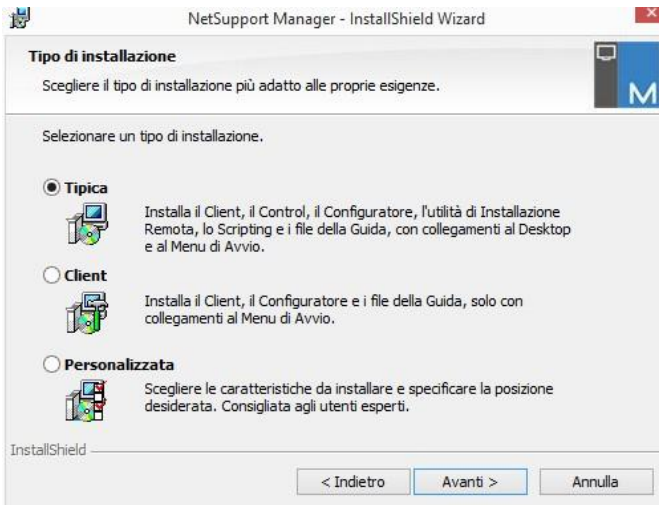 NetSupport Manager - InstallShield Wizard
Tipo di installazione
Scegliere il tipo di installazione più adatto alle proprie esigenze.
M
Selezionare un tipo di installazione.
Tipica
Installa il Client, il Control, il Configuratore, l'utilità di Installazione
Remota, lo Scripting e i file della Guida, con collegamenti al Desktop
e al Menu di Avvio.
Client
Installa il Client, il Configuratore e i file della Guida, solo con
collegamenti al Menu di Avvio.
Personalizzata
Scegliere le caratteristiche da installare e specificare la posizione
desiderata. Consigliata agli utenti esperti.
InstallShield
< Indietro
Avanti >
Annulla